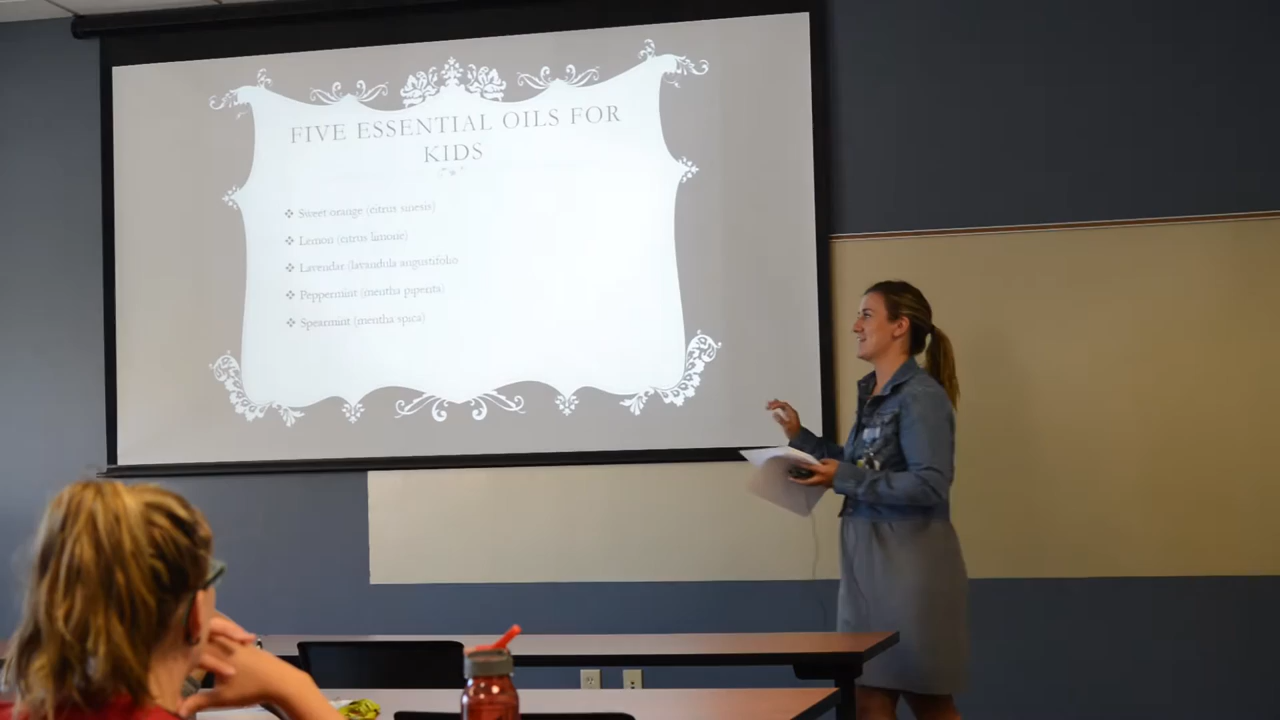 FIVE ESSENTIAL OILS FOR
KIDS
Sweet orange (citrus sinesis)
Lemon (citrus limone)
Lavendar (lavandula angustifolio
Peppermint (mentha piperita)
Spearmint (mentha spica)